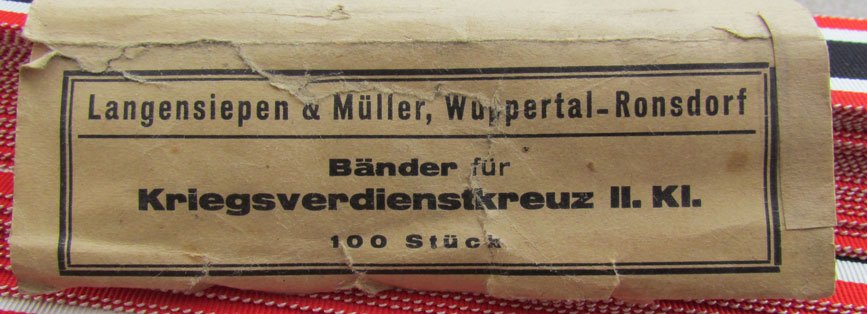 Langensiepen & Müller, Wuppertal-Ronsdorf
Bänder für
Kriegsverdienstkreuz II. Kl.
100 Stück